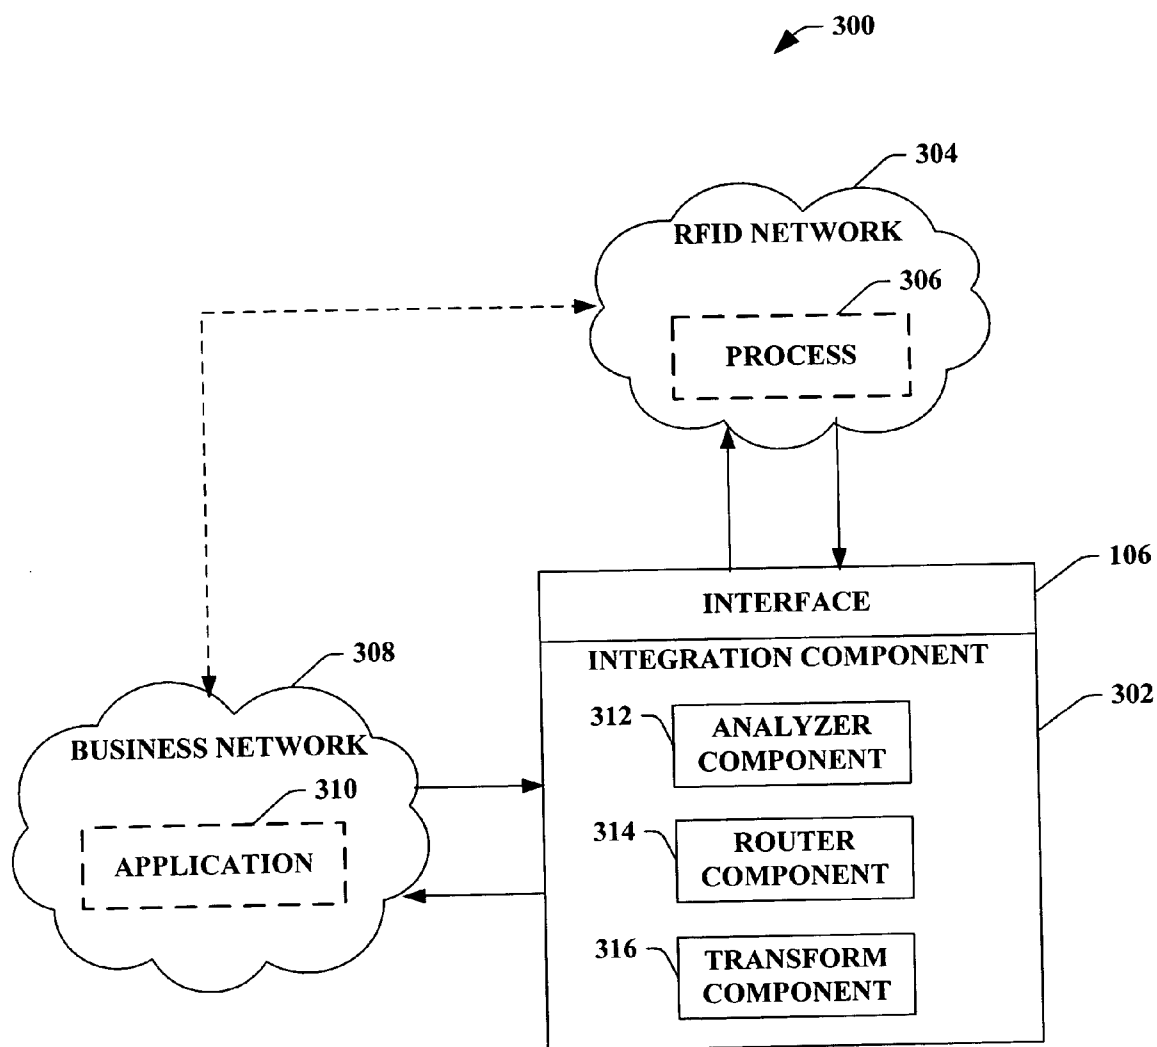 300
304
RFID NETWORK
306
PROCESS
106
INTERFACE
INTEGRATION COMPONENT
302
308
BUSINESS NETWORK
310
APPLICATION
312
ANALYZER
COMPONENT
314
ROUTER
COMPONENT
316
TRANSFORM
COMPONENT